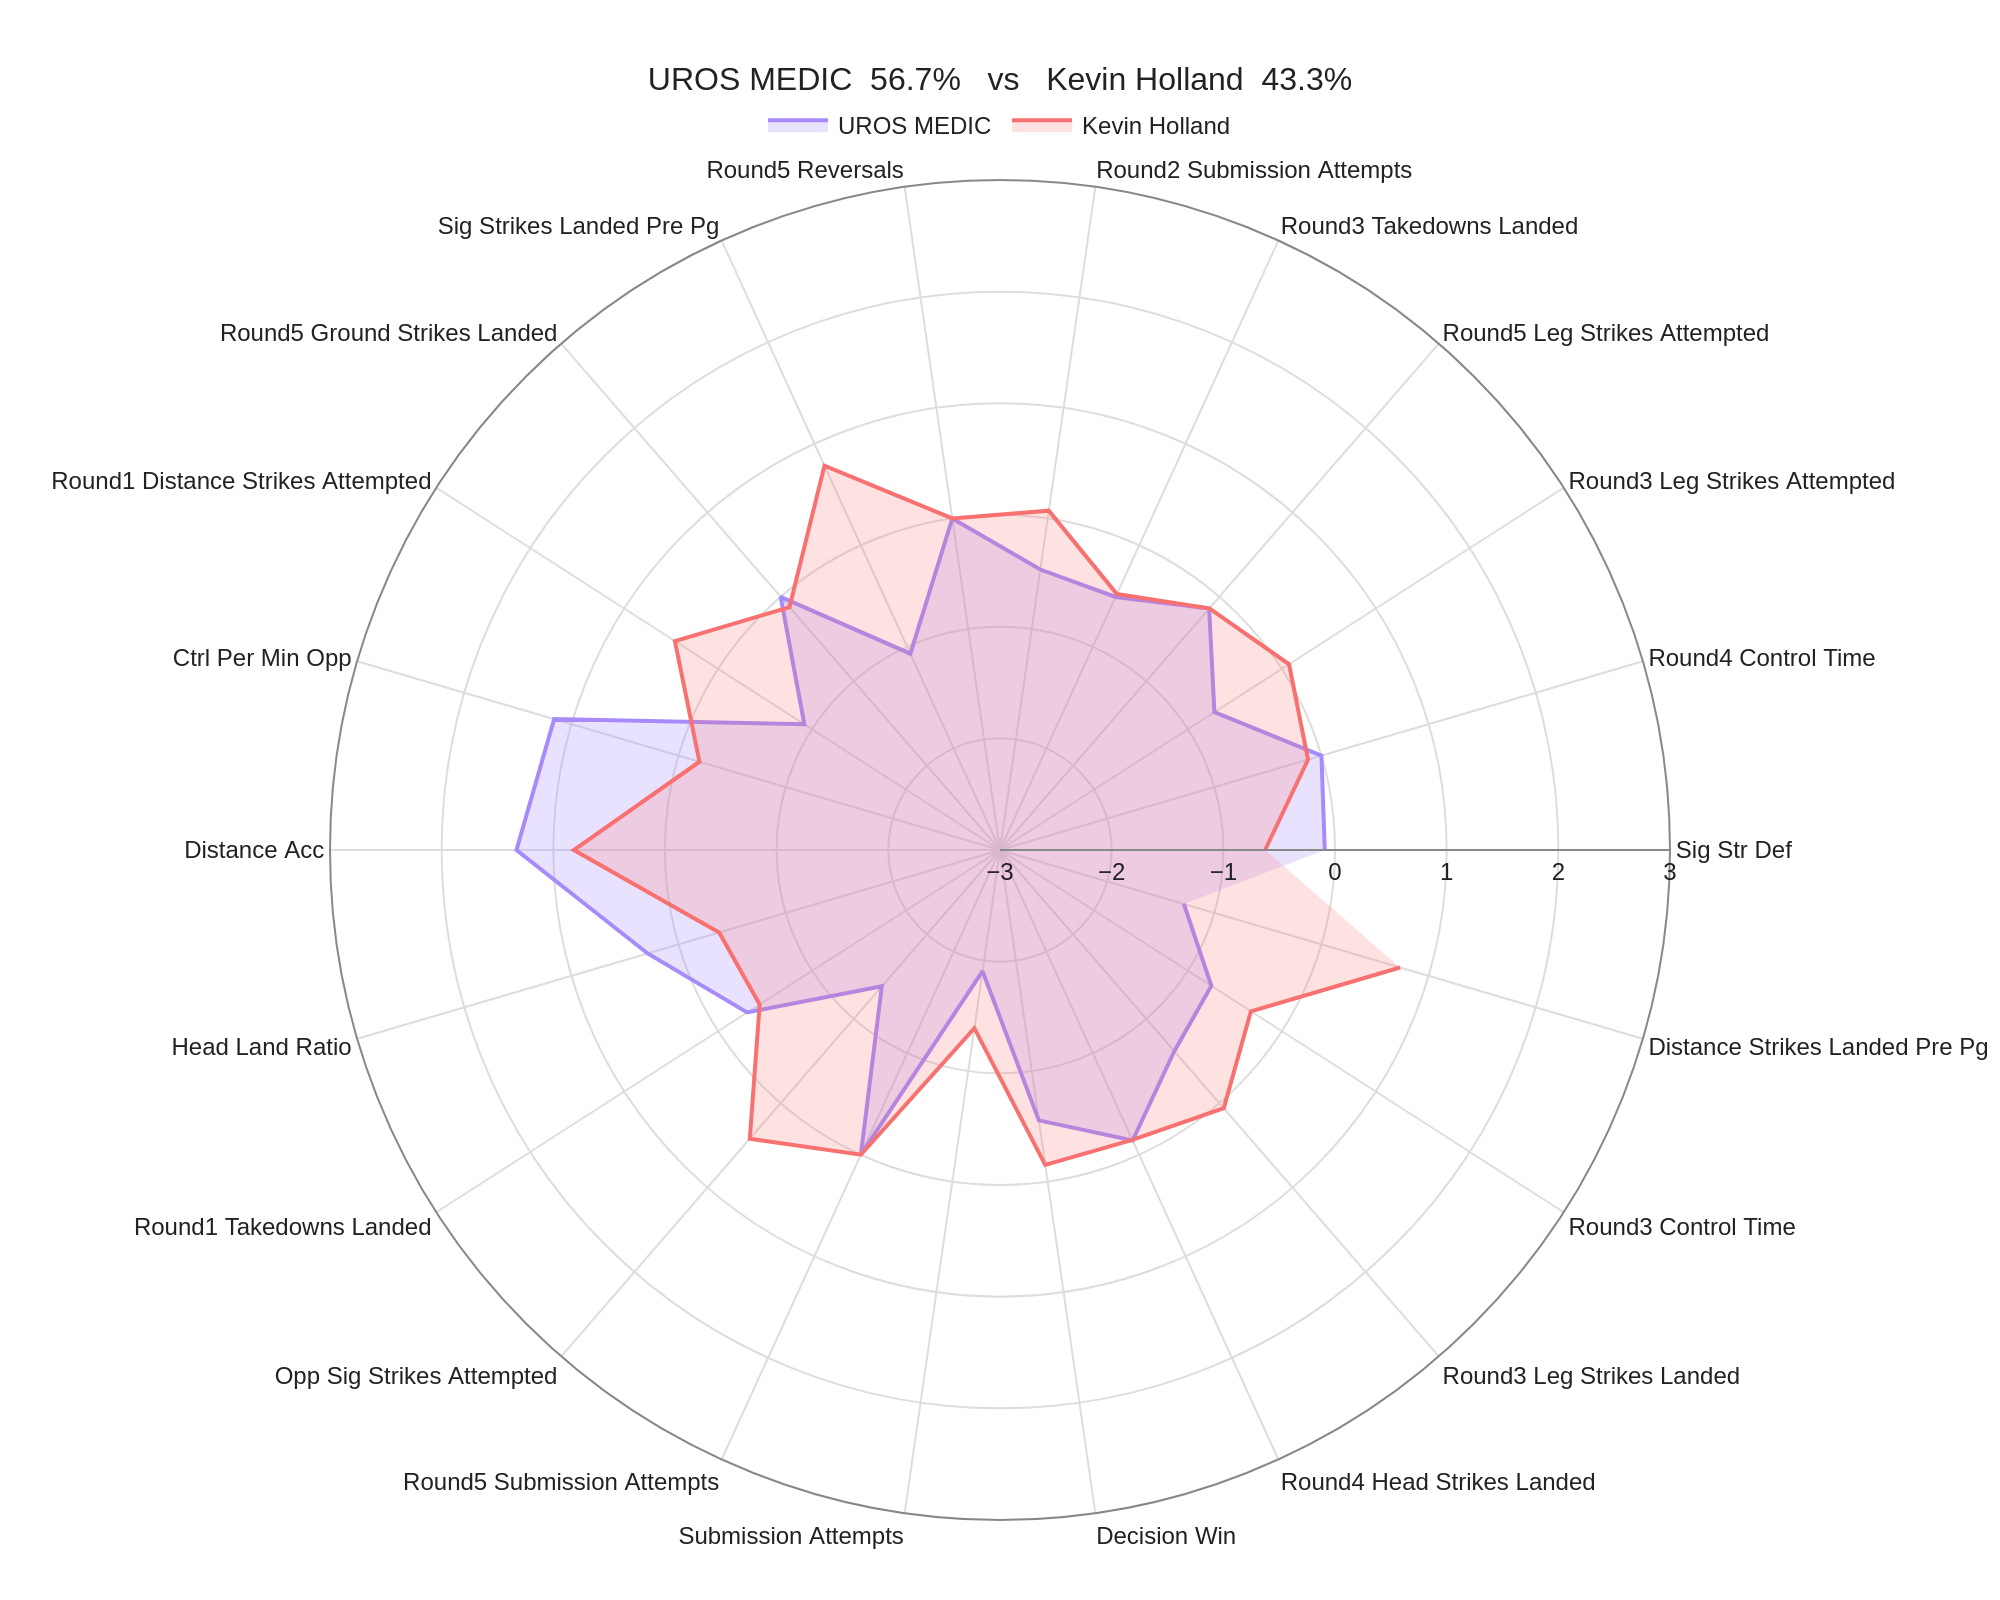 UROS MEDIC  56.7%   vs   Kevin Holland  43.3%
UROS MEDIC Kevin Holland
Round5 Reversals Round2 Submission Attempts
Sig Strikes Landed Pre Pg Round3 Takedowns Landed
Round5 Ground Strikes Landed Round5 Leg Strikes Attempted
Round1 Distance Strikes Attempted Round3 Leg Strikes Attempted
Ctrl Per Min Opp Round4 Control Time
Distance Acc Sig Str Def
−3 −2 −1 0 1 2 3
Head Land Ratio Distance Strikes Landed Pre Pg
Round1 Takedowns Landed Round3 Control Time
Opp Sig Strikes Attempted Round3 Leg Strikes Landed
Round5 Submission Attempts Round4 Head Strikes Landed
Submission Attempts Decision Win